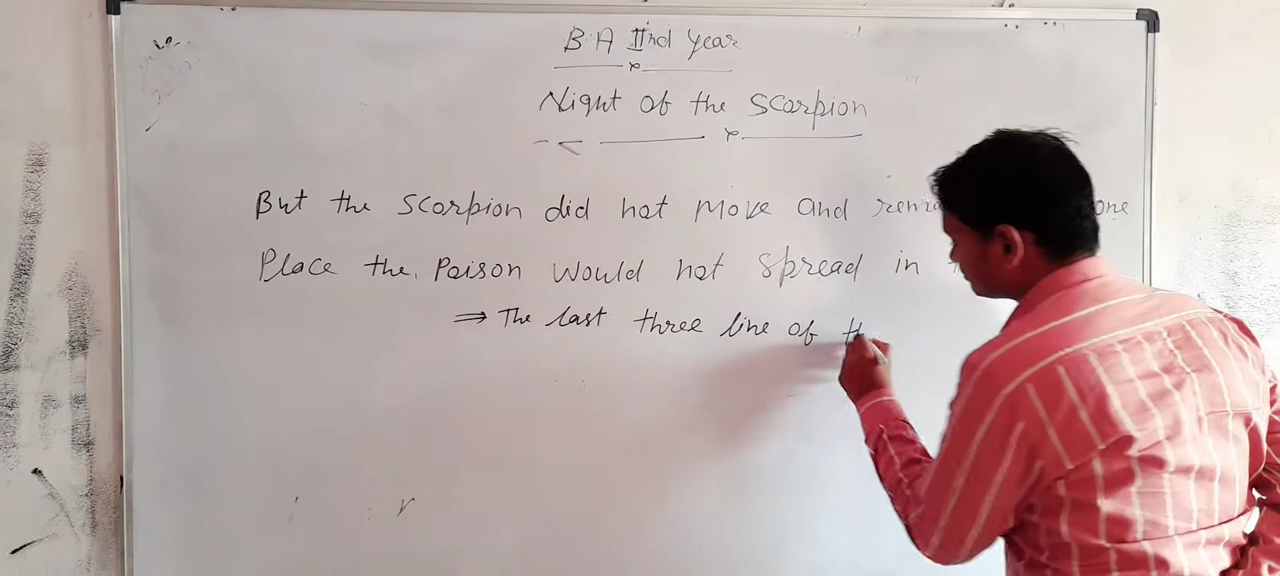 B A IInd Year
Night of the Scorpion
But the Scorpion did not Move and one
Place the Poison would not Spread in
⇒ The last three line of